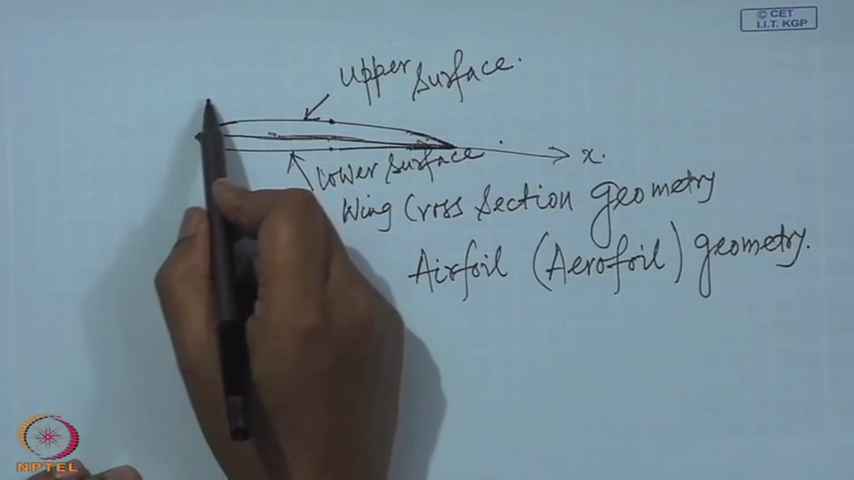 © CET
I.I.T. KGP
Upper Surface.
x.
Lower Surface
Wing Cross Section geometry
Airfoil (Aerofoil) geometry.
NPTEL